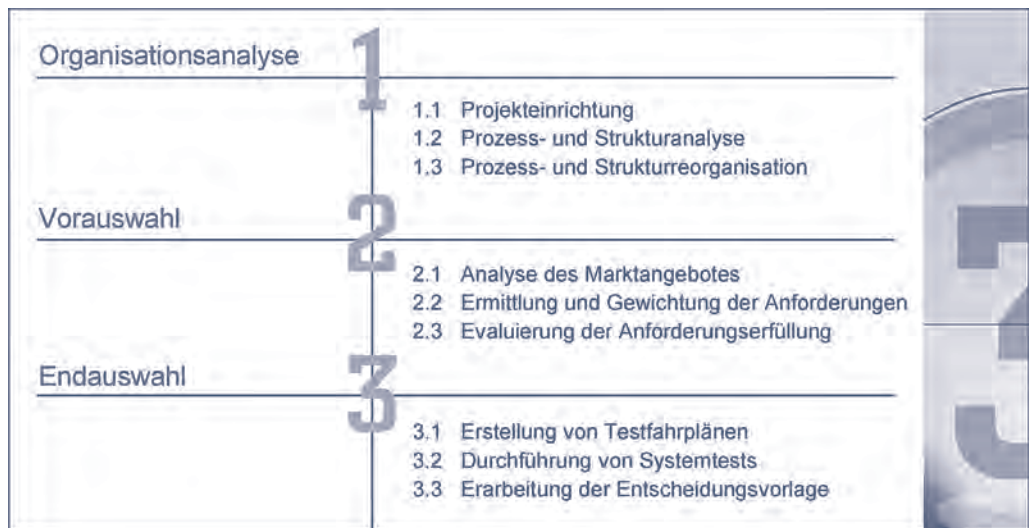 Organisationsanalyse
1
1.1 Projekteinrichtung
1.2 Prozess- und Strukturanalyse
1.3 Prozess- und Strukturreorganisation
Vorauswahl
2
2.1 Analyse des Marktangebotes
2.2 Ermittlung und Gewichtung der Anforderungen
2.3 Evaluierung der Anforderungserfüllung
Endauswahl
3
3.1 Erstellung von Testfahrplänen
3.2 Durchführung von Systemtests
3.3 Erarbeitung der Entscheidungsvorlage
3